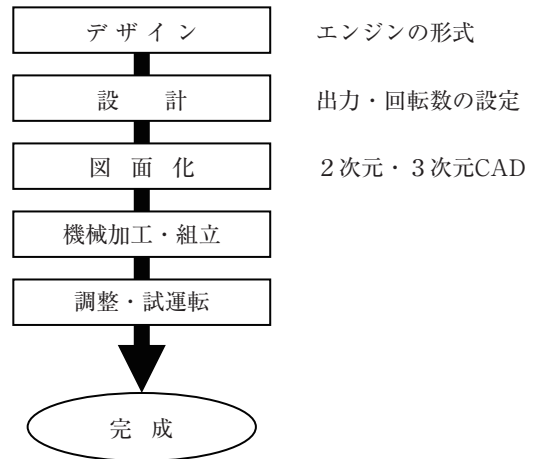 デザイン エンジンの形式
設計 出力・回転数の設定
図面化 2次元・3次元CAD
機械加工・組立
調整・試運転
完成